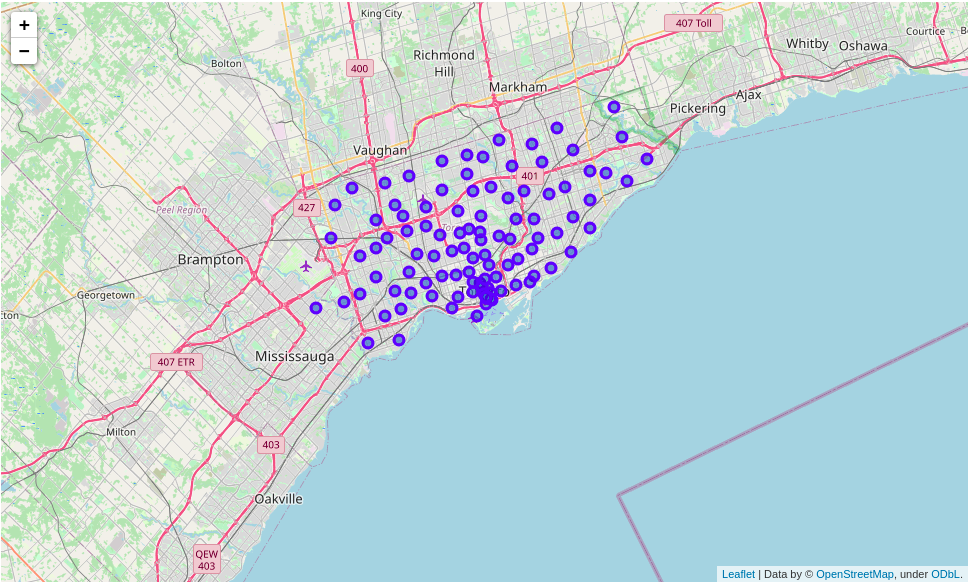 King City
407 Toll
+
−
Courtice
Whitby
Oshawa
Richmond
Hill
Bolton
400
Markham
Ajax
Pickering
Vaughan
401
427
Peel Region
Brampton
Georgetown
Mississauga
407 ETR
Milton
403
Oakville
QEW
403
Leaflet | Data by © OpenStreetMap, under ODbL.